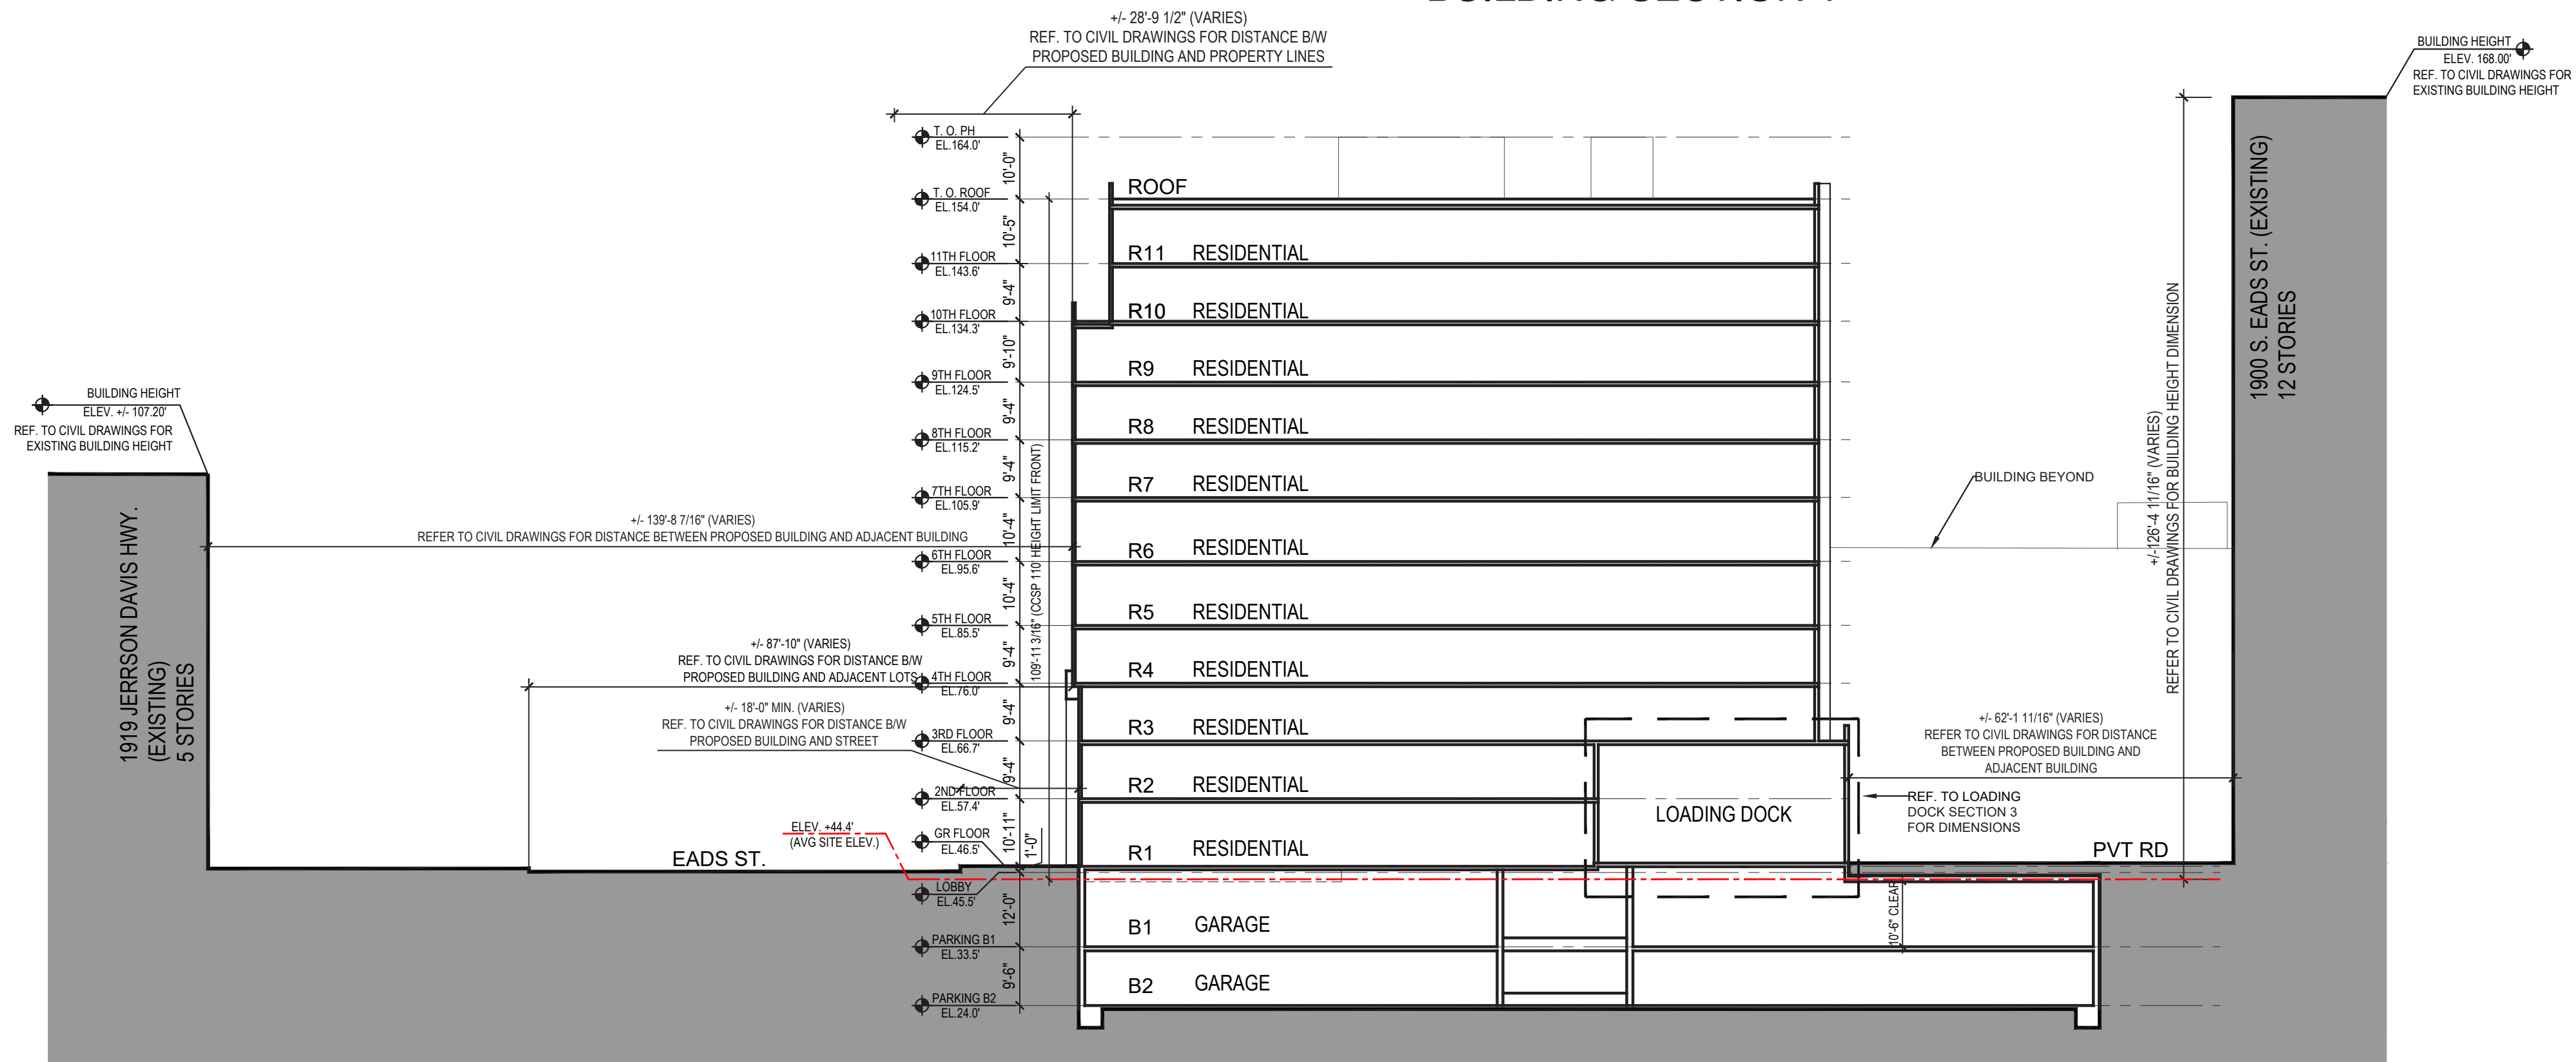 +/- 28'-9 1/2" (VARIES)
REF. TO CIVIL DRAWINGS FOR DISTANCE B/W
PROPOSED BUILDING AND PROPERTY LINES
BUILDING HEIGHT
ELEV. 168.00'
REF. TO CIVIL DRAWINGS FOR
EXISTING BUILDING HEIGHT
T. O. PH
EL.164.0'
10'-0"
T. O. ROOF
EL.154.0'
10'-5"
11TH FLOOR
EL.143.6'
9'-4"
10TH FLOOR
EL.134.3'
9'-10"
9TH FLOOR
EL.124.5'
9'-4"
8TH FLOOR
EL.115.2'
9'-4"
7TH FLOOR
EL.105.9'
10'-4"
6TH FLOOR
EL.95.6'
10'-4"
5TH FLOOR
EL.85.5'
9'-4"
4TH FLOOR
EL.76.0'
9'-4"
3RD FLOOR
EL.66.7'
9'-4"
2ND FLOOR
EL.57.4'
10'-11"
GR FLOOR
EL.46.5'
1'-0"
LOBBY
EL.45.5'
12'-0"
PARKING B1
EL.33.5'
9'-6"
PARKING B2
EL.24.0'
109'-11 3/16" (CCSP 110' HEIGHT LIMIT FRONT)
ROOF
R11 RESIDENTIAL
R10 RESIDENTIAL
R9 RESIDENTIAL
R8 RESIDENTIAL
R7 RESIDENTIAL
R6 RESIDENTIAL
R5 RESIDENTIAL
R4 RESIDENTIAL
R3 RESIDENTIAL
R2 RESIDENTIAL
R1 RESIDENTIAL
B1 GARAGE
B2 GARAGE
LOADING DOCK
BUILDING HEIGHT
ELEV. +/- 107.20'
REF. TO CIVIL DRAWINGS FOR
EXISTING BUILDING HEIGHT
1919 JERRSON DAVIS HWY.
(EXISTING)
5 STORIES
+/- 139'-8 7/16" (VARIES)
REFER TO CIVIL DRAWINGS FOR DISTANCE BETWEEN PROPOSED BUILDING AND ADJACENT BUILDING
+/- 87'-10" (VARIES)
REF. TO CIVIL DRAWINGS FOR DISTANCE B/W
PROPOSED BUILDING AND ADJACENT LOTS
+/- 18'-0" MIN. (VARIES)
REF. TO CIVIL DRAWINGS FOR DISTANCE B/W
PROPOSED BUILDING AND STREET
ELEV. +44.4'
(AVG SITE ELEV.)
EADS ST.
BUILDING BEYOND
+/-126'-4 11/16" (VARIES)
REFER TO CIVIL DRAWINGS FOR BUILDING HEIGHT DIMENSION
1900 S. EADS ST. (EXISTING)
12 STORIES
+/- 62'-1 11/16" (VARIES)
REFER TO CIVIL DRAWINGS FOR DISTANCE
BETWEEN PROPOSED BUILDING AND
ADJACENT BUILDING
REF. TO LOADING
DOCK SECTION 3
FOR DIMENSIONS
PVT RD
10'-6" CLEAR